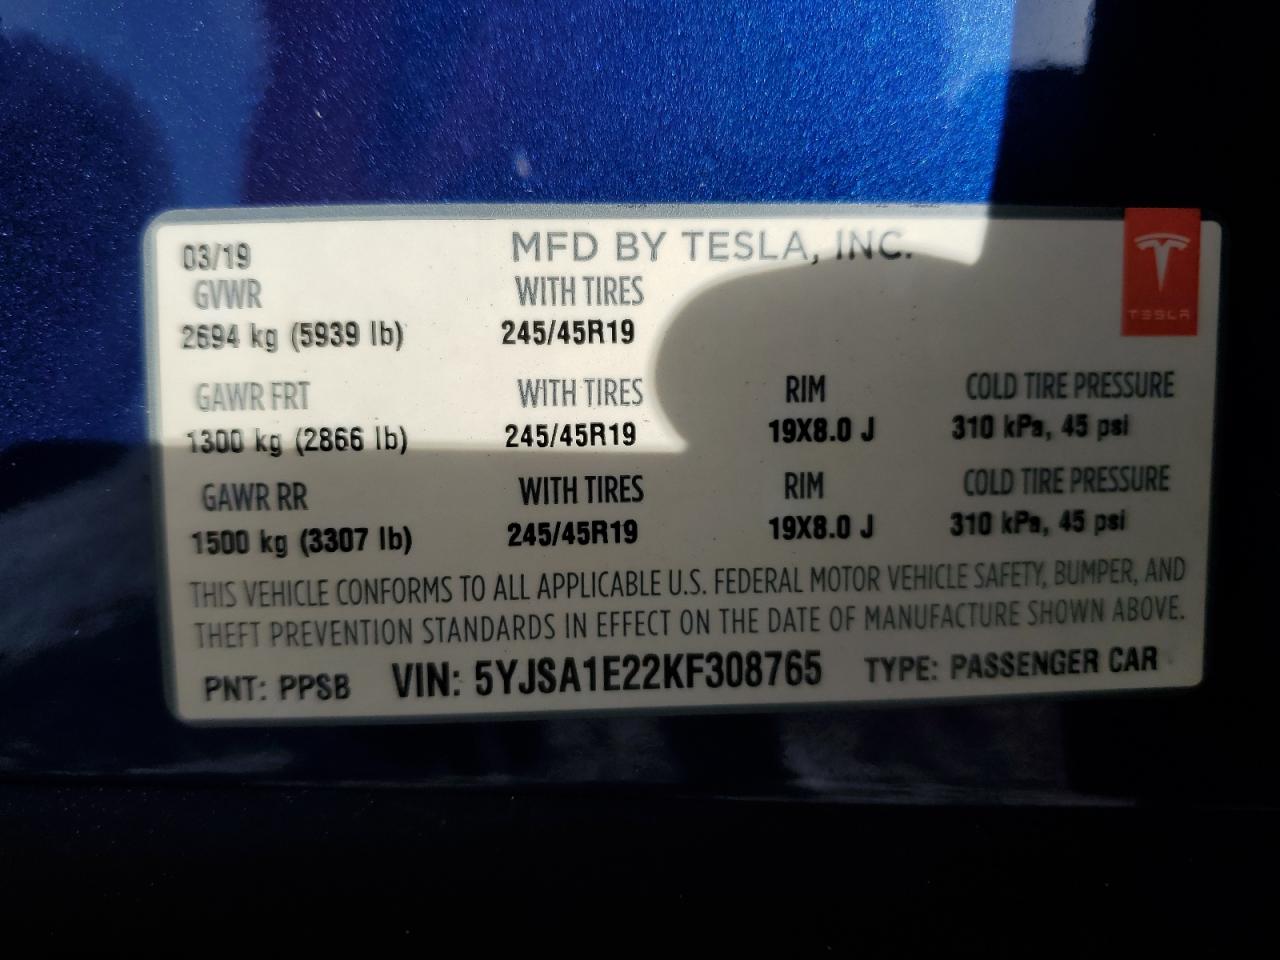 03/19 MFD BY TESLA, INC.
GVWR WITH TIRES
2694 kg (5939 lb) 245/45R19
TESLA
GAWR FRT WITH TIRES RIM COLD TIRE PRESSURE
1300 kg (2866 lb) 245/45R19 19X8.0 J 310 kPa, 45 psi
GAWR RR WITH TIRES RIM COLD TIRE PRESSURE
1500 kg (3307 lb) 245/45R19 19X8.0 J 310 kPa, 45 psi
THIS VEHICLE CONFORMS TO ALL APPLICABLE U.S. FEDERAL MOTOR VEHICLE SAFETY, BUMPER, AND
THEFT PREVENTION STANDARDS IN EFFECT ON THE DATE OF MANUFACTURE SHOWN ABOVE.
PNT: PPSB VIN: 5YJSA1E22KF308765 TYPE: PASSENGER CAR